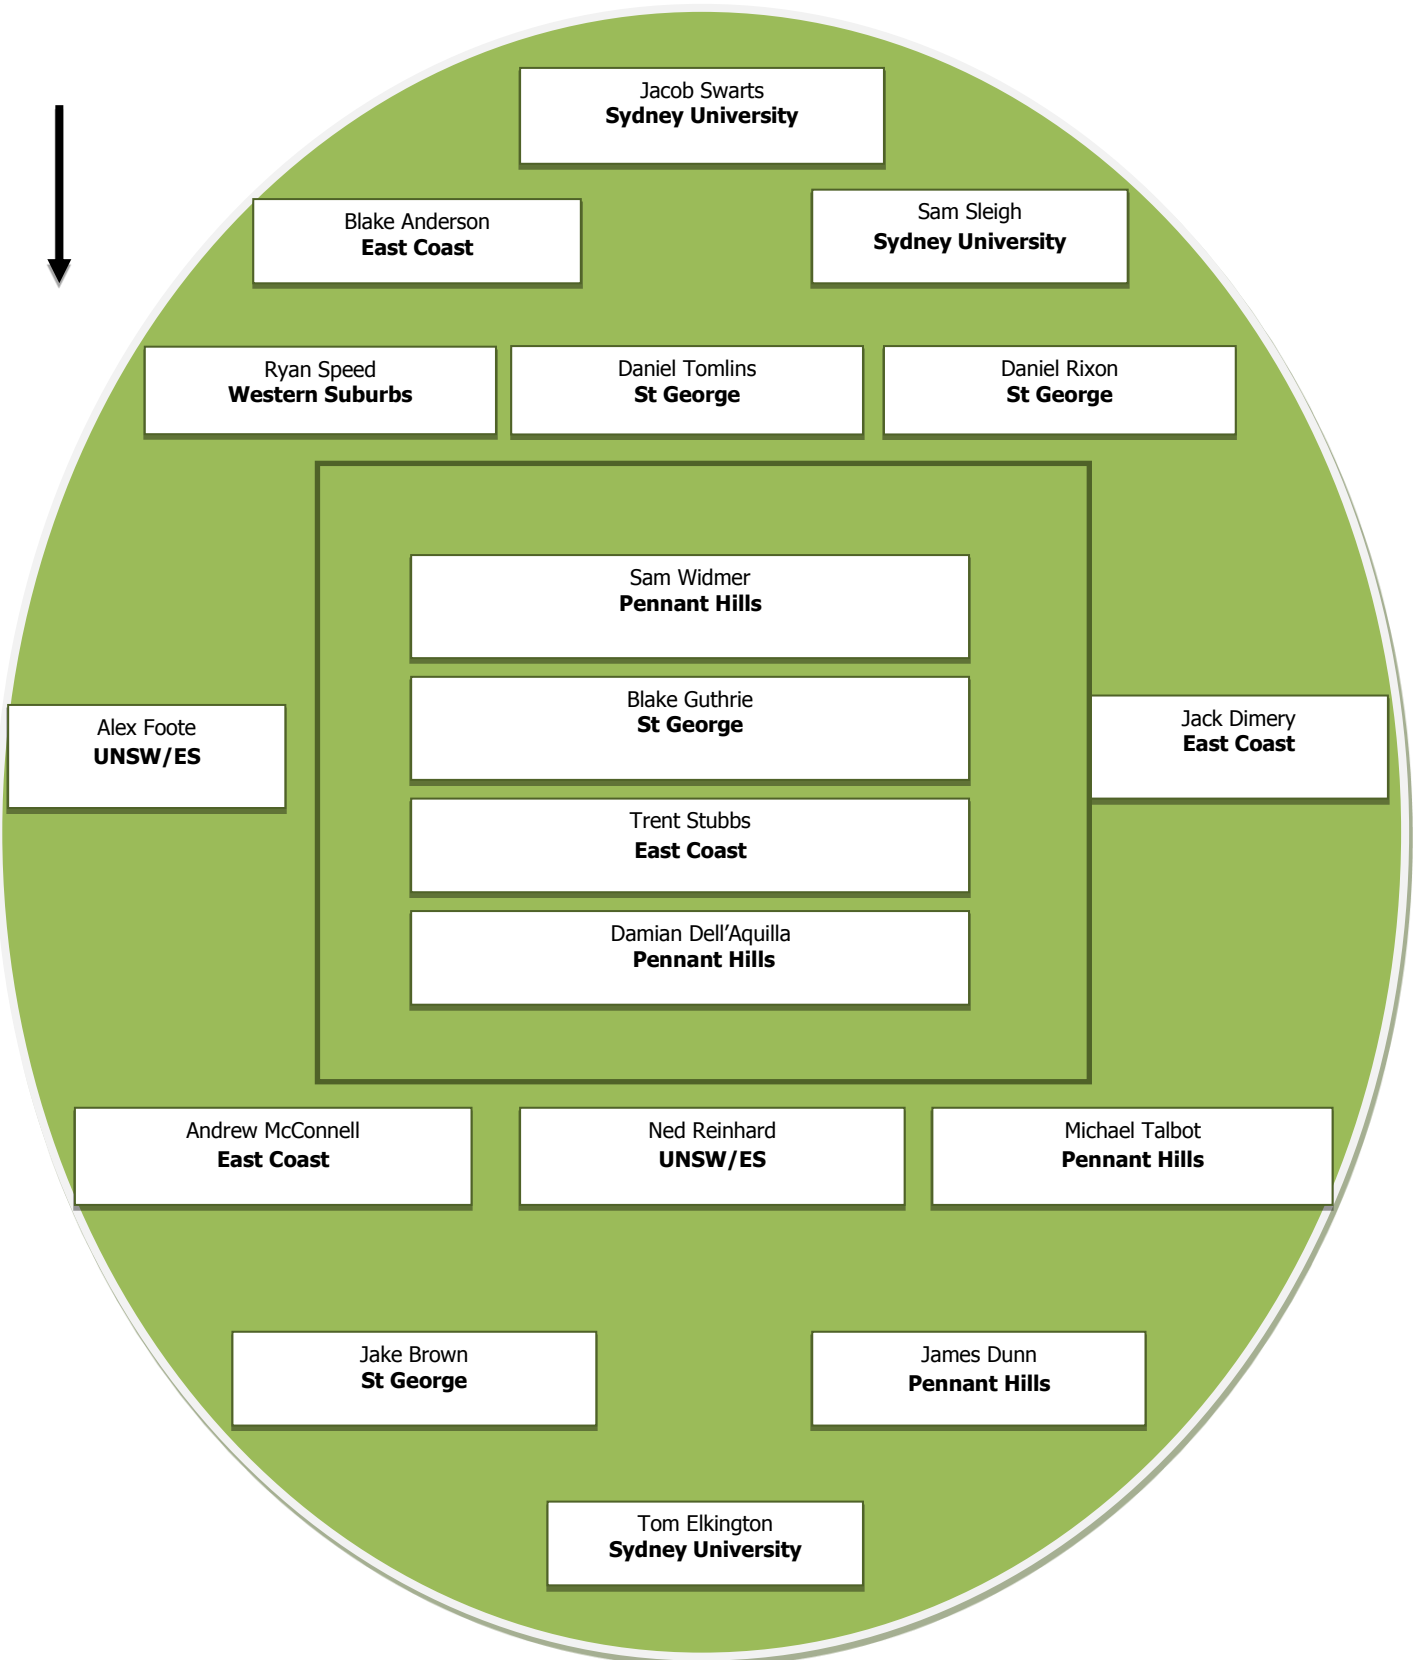 Jacob Swarts
Sydney University
Blake Anderson
East Coast
Sam Sleigh
Sydney University
Ryan Speed
Western Suburbs
Daniel Tomlins
St George
Daniel Rixon
St George
Sam Widmer
Pennant Hills
Blake Guthrie
St George
Alex Foote
UNSW/ES
Jack Dimery
East Coast
Trent Stubbs
East Coast
Damian Dell’Aquilla
Pennant Hills
Andrew McConnell
East Coast
Ned Reinhard
UNSW/ES
Michael Talbot
Pennant Hills
Jake Brown
St George
James Dunn
Pennant Hills
Tom Elkington
Sydney University